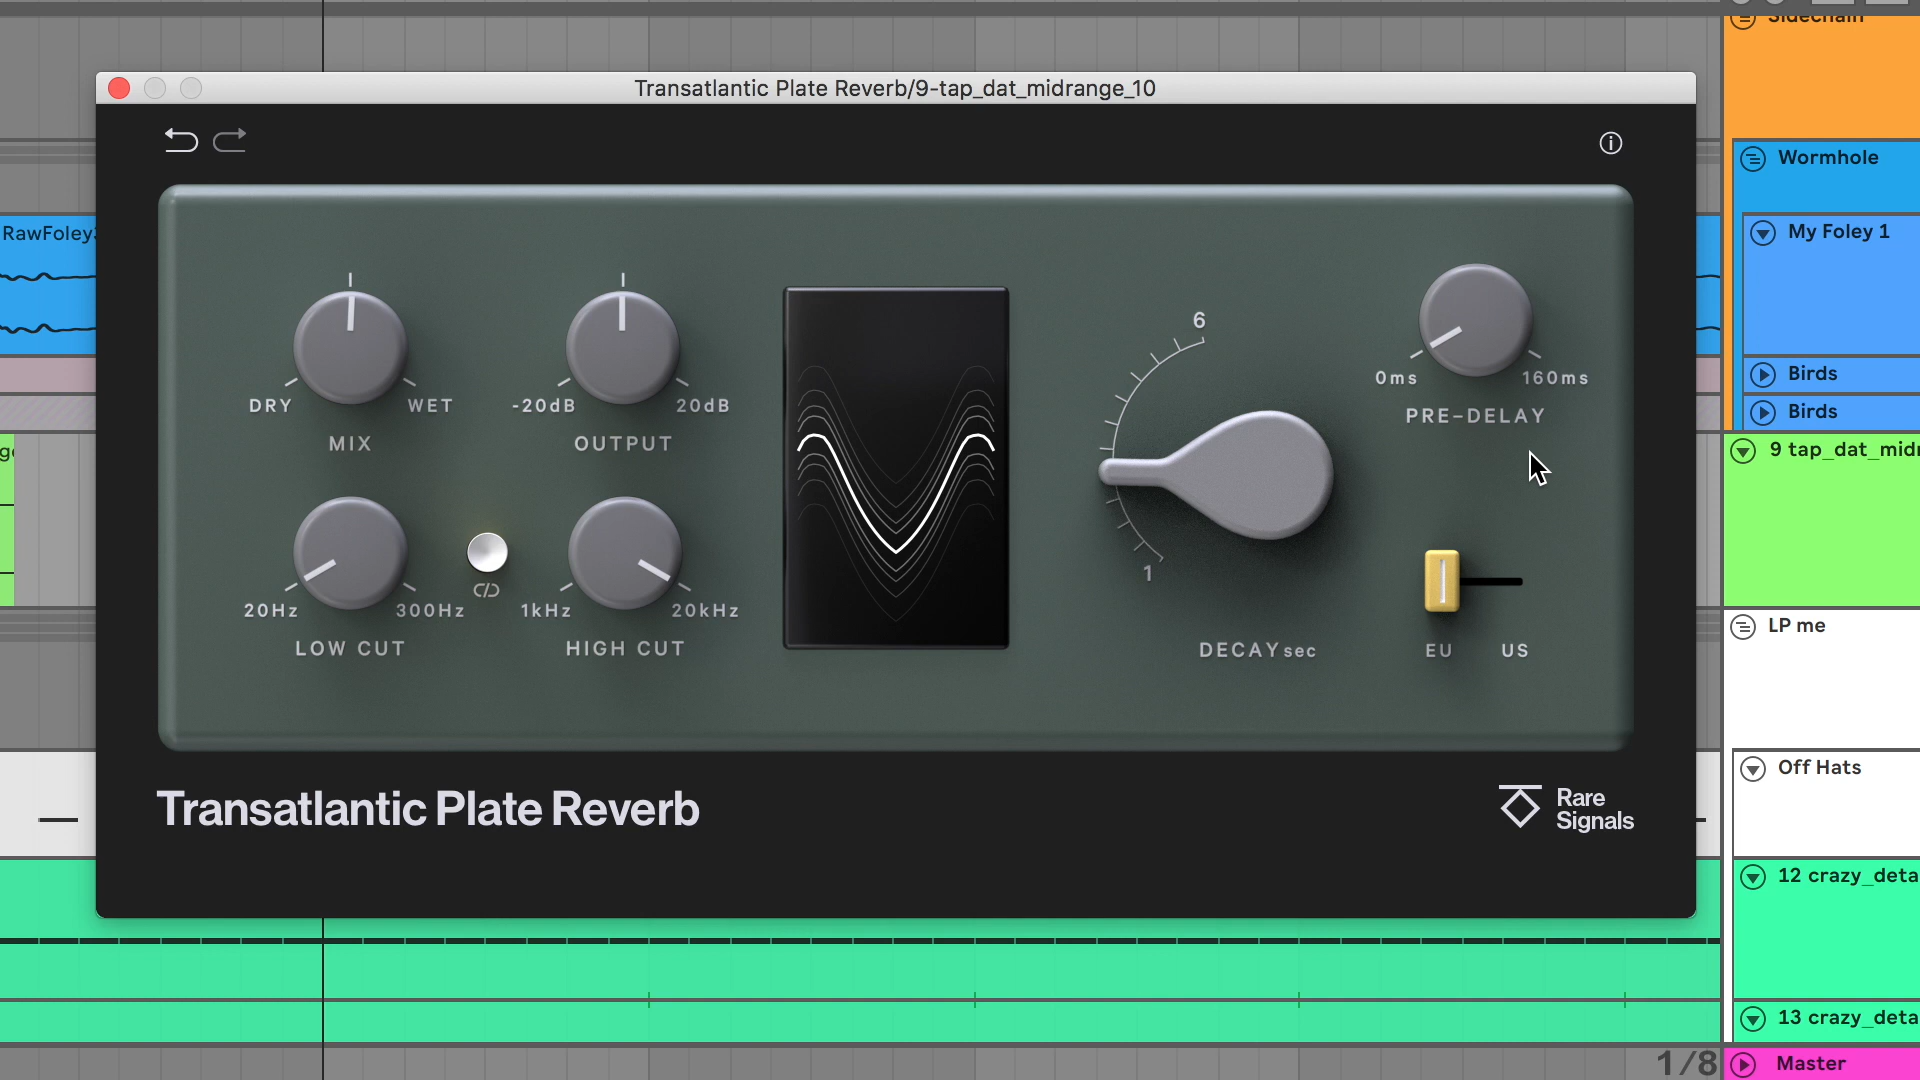 Sidechain
Transatlantic Plate Reverb/9-tap_dat_midrange_10
Wormhole
RawFoley
My Foley 1
6
0ms
160ms
Birds
DRY
WET
-20dB
20dB
PRE-DELAY
Birds
MIX
OUTPUT
9 tap_dat_mid
1
20Hz
300Hz
1kHz
20kHz
LP me
LOW CUT
HIGH CUT
DECAY sec
EU
US
Off Hats
Transatlantic Plate Reverb
Rare
Signals
12 crazy_deta
13 crazy_deta
1/8
Master